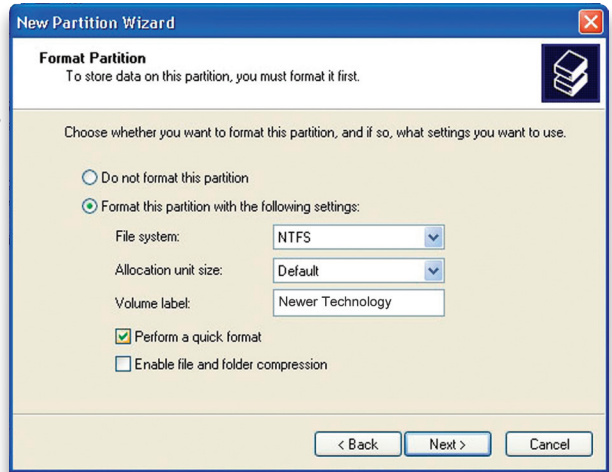 New Partition Wizard
Format Partition
To store data on this partition, you must format it first.
Choose whether you want to format this partition, and if so, what settings you want to use.
Do not format this partition
Format this partition with the following settings:
File system: NTFS
Allocation unit size: Default
Volume label: Newer Technology
Perform a quick format
Enable file and folder compression
< Back Next > Cancel